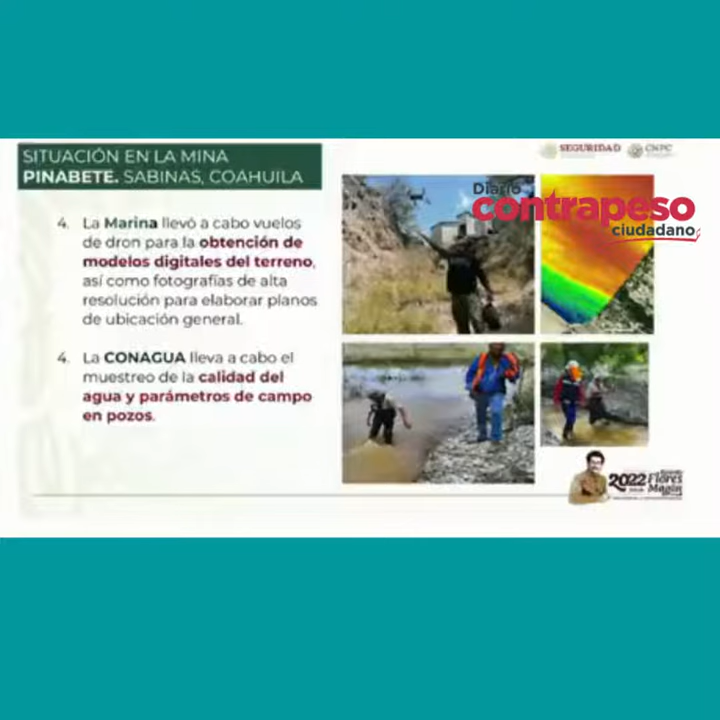 SITUACIÓN EN LA MINA
PINABETE. SABINAS, COAHUILA
SEGURIDAD
CNPC
Diario
contrapeso
ciudadano
4. La Marina llevó a cabo vuelos
de dron para la obtención de
modelos digitales del terreno,
así como fotografías de alta
resolución para elaborar planos
de ubicación general.
4. La CONAGUA lleva a cabo el
muestreo de la calidad del
agua y parámetros de campo
en pozos.
2022 Flores
Magón